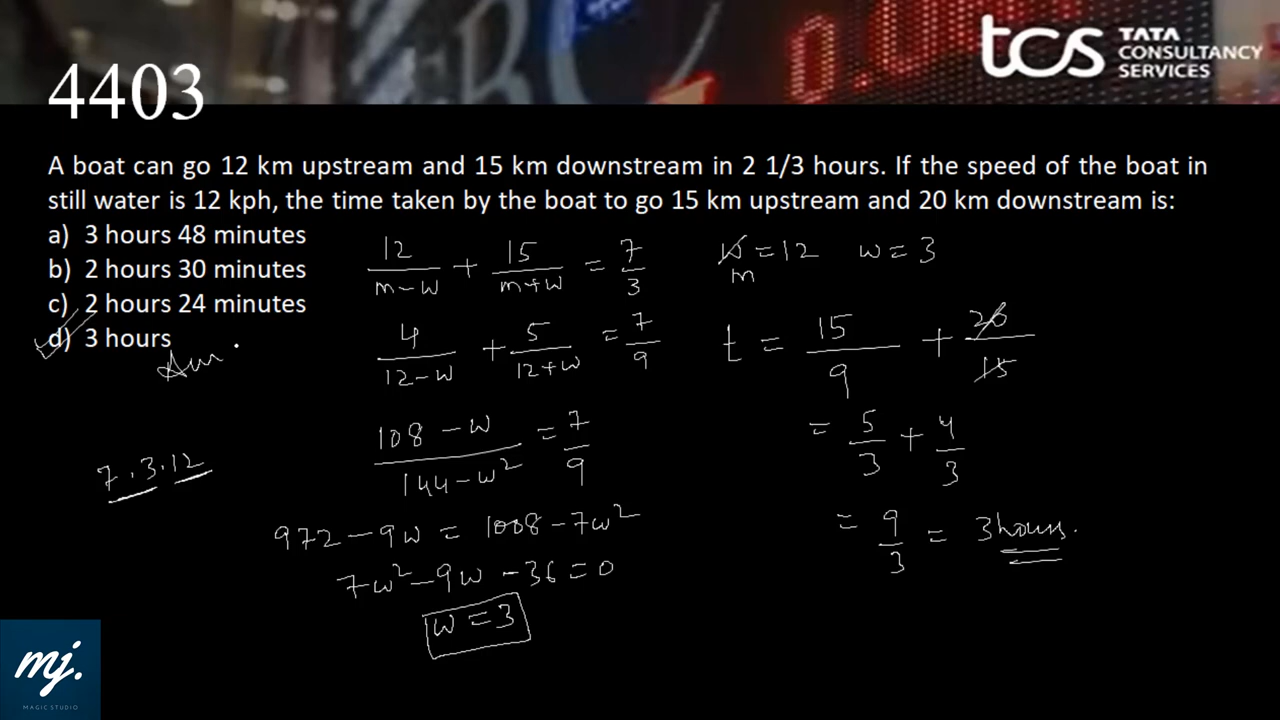 tcs TATA CONSULTANCY SERVICES
4403
A boat can go 12 km upstream and 15 km downstream in 2 1/3 hours. If the speed of the boat in
still water is 12 kph, the time taken by the boat to go 15 km upstream and 20 km downstream is:
a) 3 hours 48 minutes
b) 2 hours 30 minutes
c) 2 hours 24 minutes
d) 3 hours
Ans.
7.3.12
12/(m-w) + 15/(m+w) = 7/3
4/(12-w) + 5/(12+w) = 7/9
(108-w)/(144-w²) = 7/9
972-9w = 1008-7w²
7w²-9w-36=0
w=3
m=12 w=3
t = 15/9 + 20/15
= 5/3 + 4/3
= 9/3 = 3hours.
mj.
MAGIC STUDIO